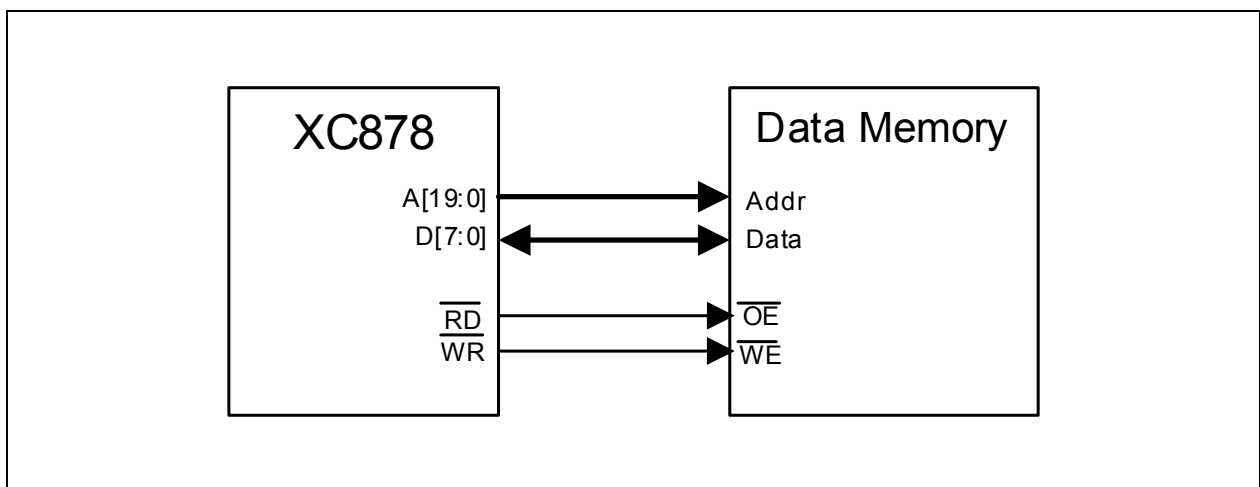 XC878
A[19:0]
D[7:0]
RD
WR
Data Memory
Addr
Data
OE
WE